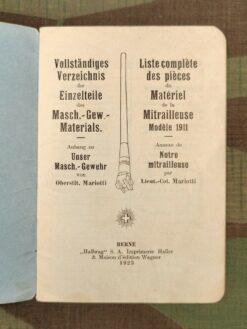 Vollständiges
Verzeichnis
der
Einzelteile
des
Masch.-Gew.-
Materials.
Anhang zu
Unser
Masch.-Gewehr
von
Oberstlt. Mariotti
Liste complète
des pièces
du
Matériel
de la
Mitrailleuse
Modèle 1911
Annexe de
Notre
mitrailleuse
par
Lieut.-Col. Mariotti
BERNE
„Hallwag" S. A. Imprimerie Haller
& Maison d'édition Wagner
1925